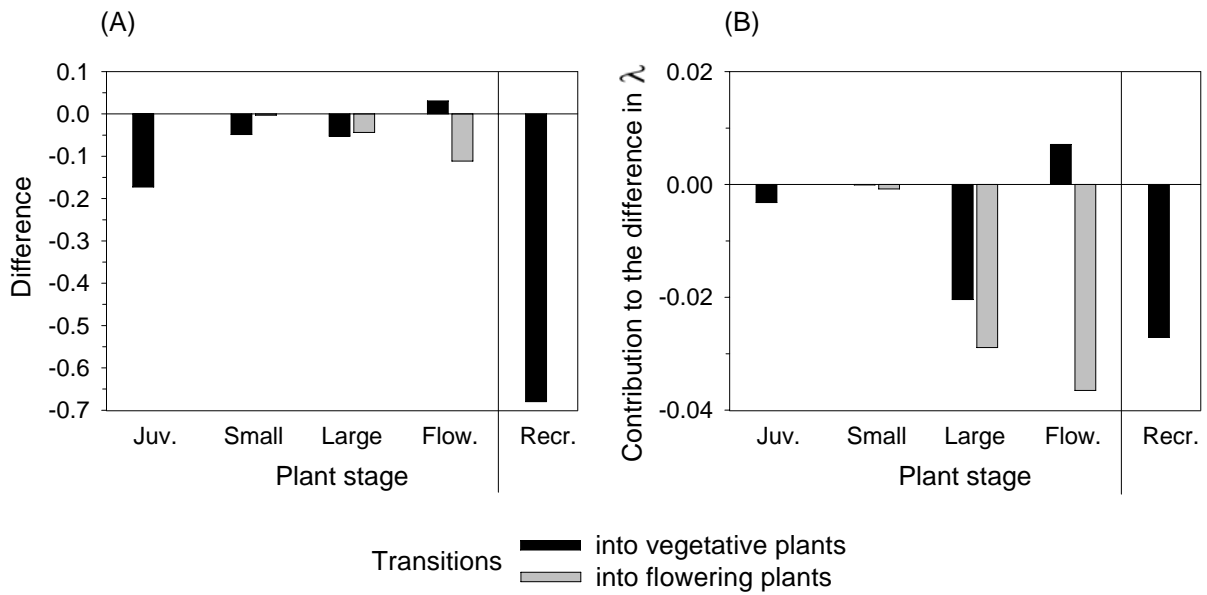 (A)
Difference
0.1
0.0
-0.1
-0.2
-0.3
-0.4
-0.5
-0.6
-0.7
Juv. Small Large Flow. Recr.
Plant stage
(B)
Contribution to the difference in λ
0.02
0.00
-0.02
-0.04
Juv. Small Large Flow. Recr.
Plant stage
Transitions
into vegetative plants
into flowering plants